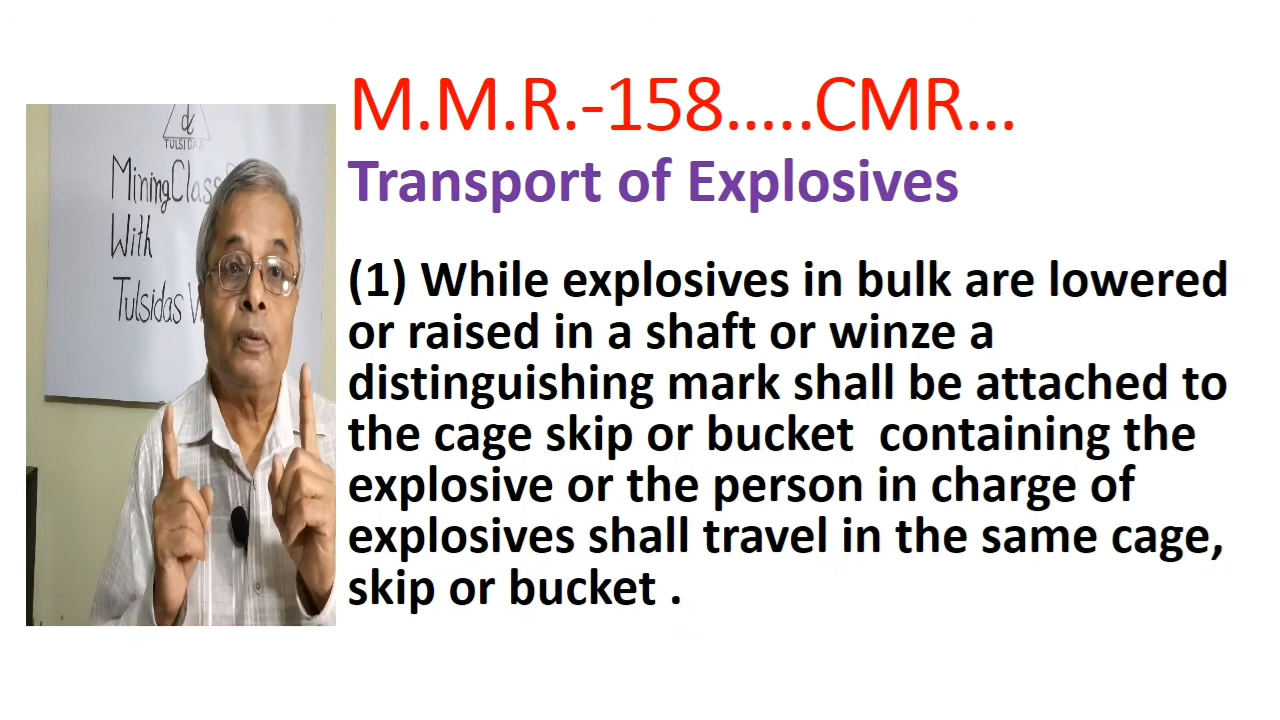 M.M.R.-158.....CMR...
Transport of Explosives
(1) While explosives in bulk are lowered
or raised in a shaft or winze a
distinguishing mark shall be attached to
the cage skip or bucket containing the
explosive or the person in charge of
explosives shall travel in the same cage,
skip or bucket .
TULSIDAS
Mining Class
With
Tulsidas